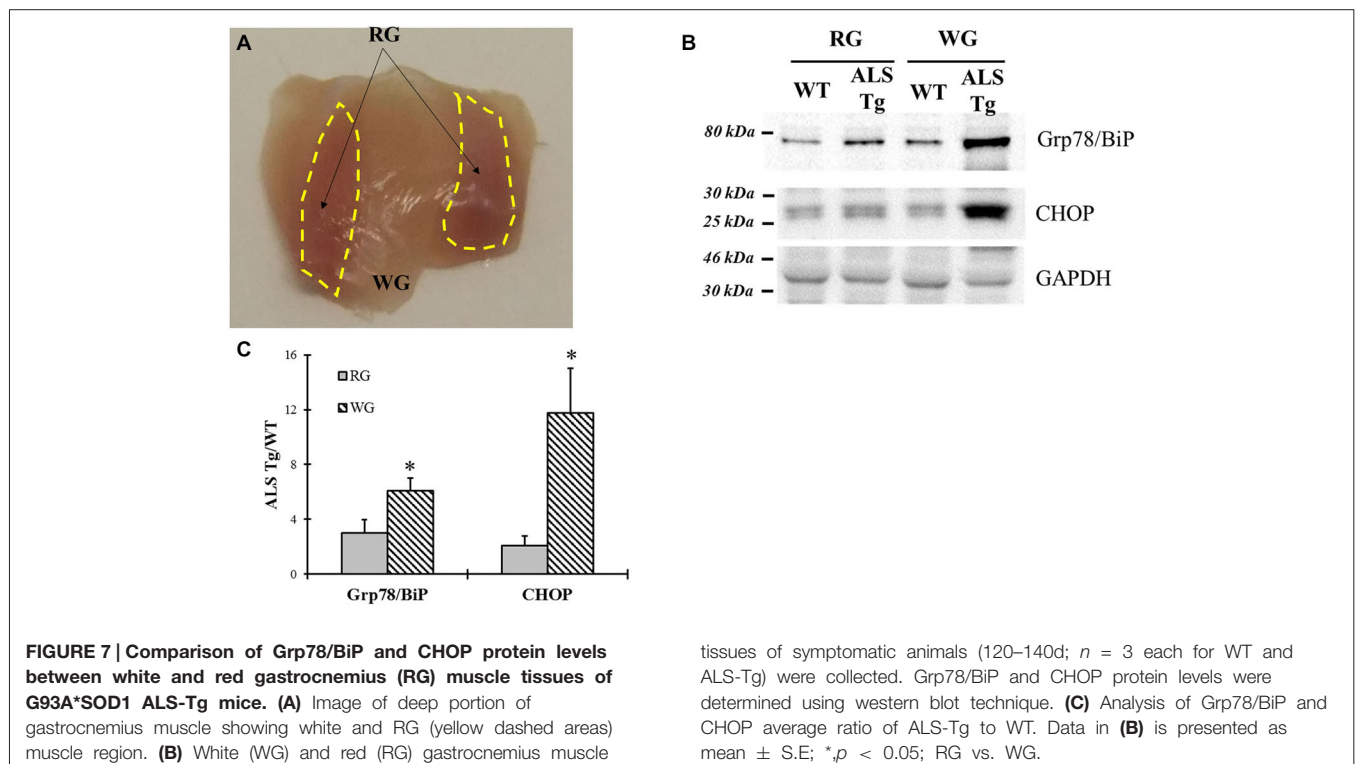 A
RG
WG
B
RG WG
WT ALS Tg WT ALS Tg
80 kDa Grp78/BiP
30 kDa
25 kDa CHOP
46 kDa
30 kDa GAPDH
C
16
12
8
4
0
ALS Tg/WT
RG
WG
* *
Grp78/BiP CHOP
FIGURE 7 | Comparison of Grp78/BiP and CHOP protein levels
between white and red gastrocnemius (RG) muscle tissues of
G93A*SOD1 ALS-Tg mice. (A) Image of deep portion of
gastrocnemius muscle showing white and RG (yellow dashed areas)
muscle region. (B) White (WG) and red (RG) gastrocnemius muscle
tissues of symptomatic animals (120–140d; n = 3 each for WT and
ALS-Tg) were collected. Grp78/BiP and CHOP protein levels were
determined using western blot technique. (C) Analysis of Grp78/BiP and
CHOP average ratio of ALS-Tg to WT. Data in (B) is presented as
mean ± S.E; *,p < 0.05; RG vs. WG.